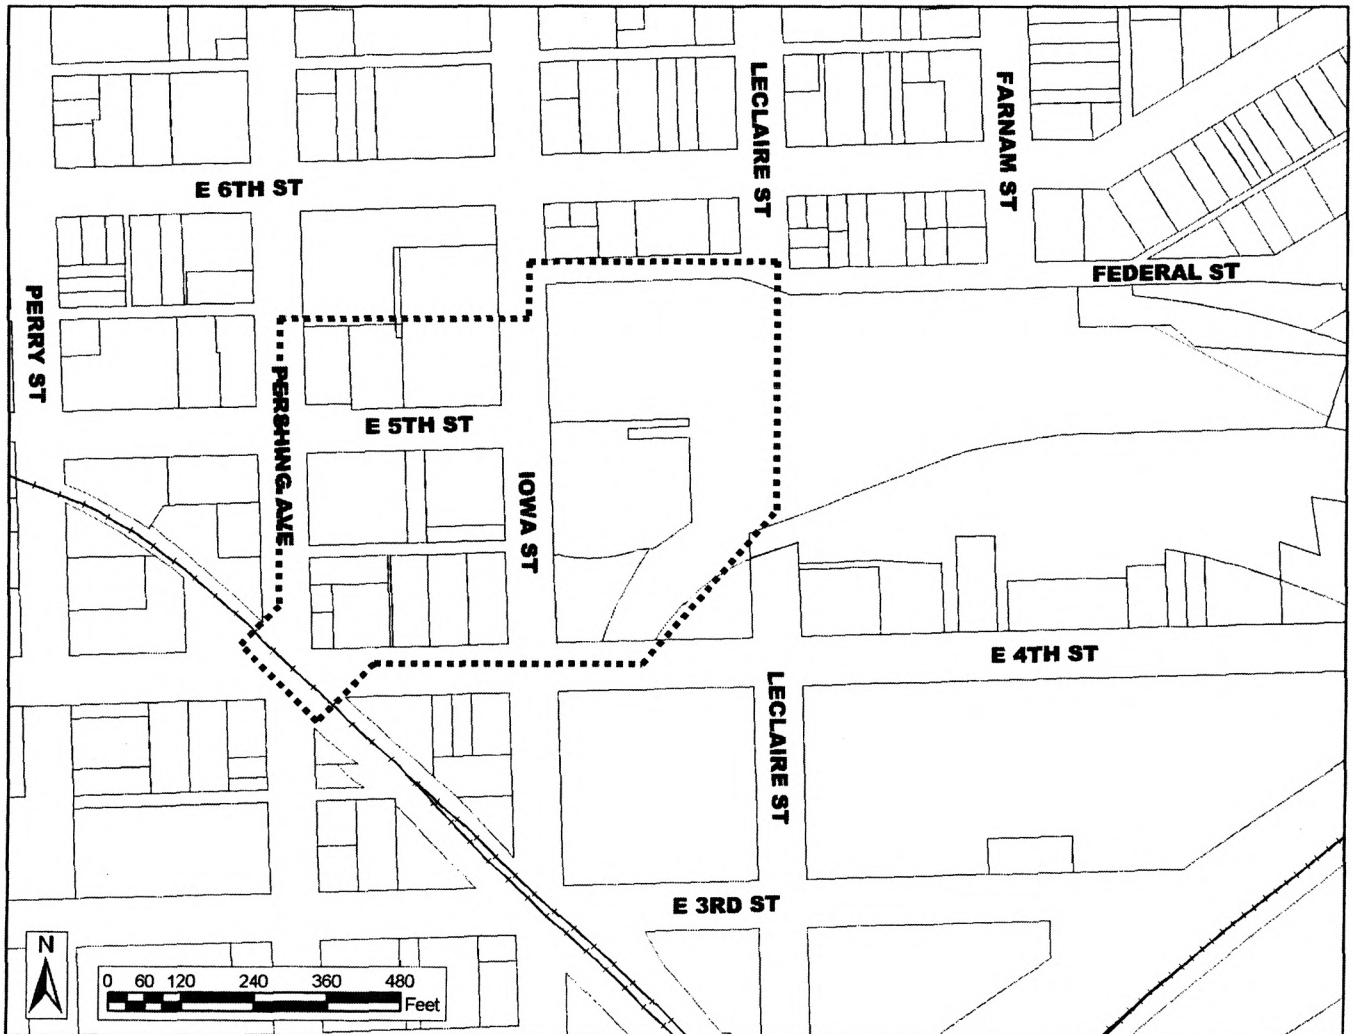 LECLAIRE ST
FARNAM ST
E 6TH ST
FEDERAL ST
PERRY ST
PERSHING AVE
E 5TH ST
IOWA ST
E 4TH ST
LECLAIRE ST
E 3RD ST
N
0 60 120 240 360 480
Feet